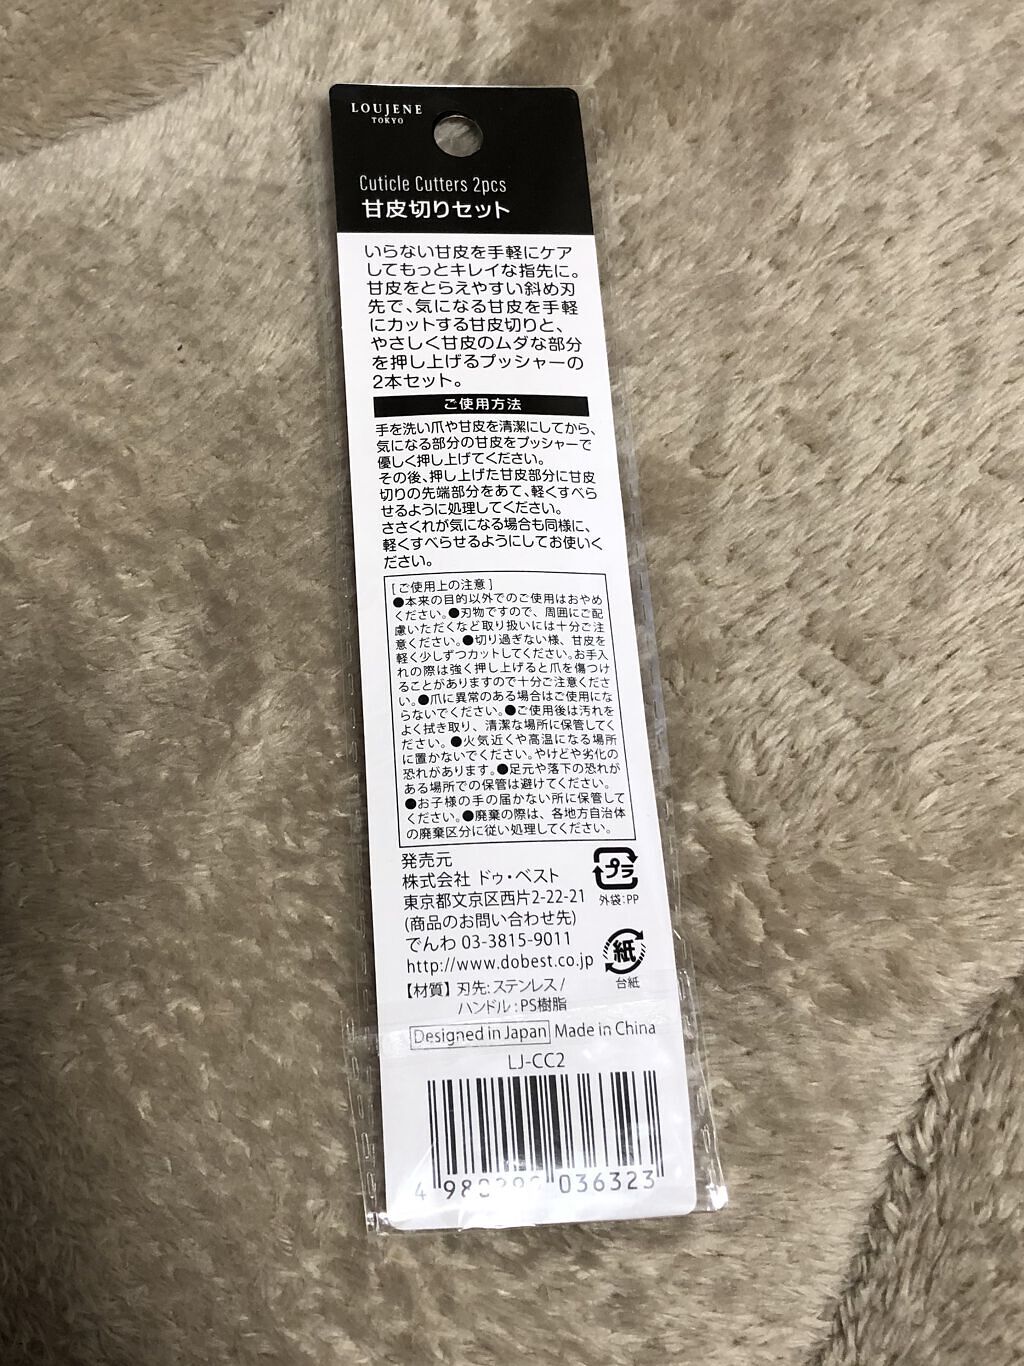 LOUJENE
TOKYO
Cuticle Cutters 2pcs
甘皮切りセット
いらない甘皮を手軽にケア
してもっとキレイな指先に。
甘皮をとらえやすい斜め刃
先で、気になる甘皮を手軽
にカットする甘皮切りと、
やさしく甘皮のムダな部分
を押し上げるプッシャーの
2本セット。
ご使用方法
手を洗い爪や甘皮を清潔にしてから、
気になる部分の甘皮をプッシャーで
優しく押し上げてください。
その後、押し上げた甘皮部分に甘皮
切りの先端部分をあて、軽くすべら
せるように処理してください。
ささくれが気になる場合も同様に、
軽くすべらせるようにしてお使いく
ださい。
[ご使用上の注意]
●本来の目的以外でのご使用はおやめ
ください。●刃物ですので、周囲にご配
慮いただくなど取り扱いには十分ご注
意ください。●切り過ぎない様、甘皮を
軽く少しずつカットしてください。お手入
れの際は強く押し上げると爪を傷つけ
ることがありますので十分ご注意くださ
い。●爪に異常のある場合はご使用にな
らないでください。●ご使用後は汚れを
よく拭き取り、清潔な場所に保管してく
ださい。●火気近くや高温になる場所
に置かないでください。やけどや劣化の
恐れがあります。●足元や落下の恐れが
ある場所での保管は避けてください。
●お子様の手の届かない所に保管して
ください。●廃棄の際は、各地方自治体
の廃棄区分に従い処理してください。
発売元
株式会社 ドゥ・ベスト
東京都文京区西片2-22-21
(商品のお問い合わせ先)
でんわ 03-3815-9011
http://www.dobest.co.jp
プラ
外袋:PP
紙
台紙
【材質】刃先:ステンレス/
ハンドル:PS樹脂
Designed in Japan Made in China
LJ-CC2
4 036323